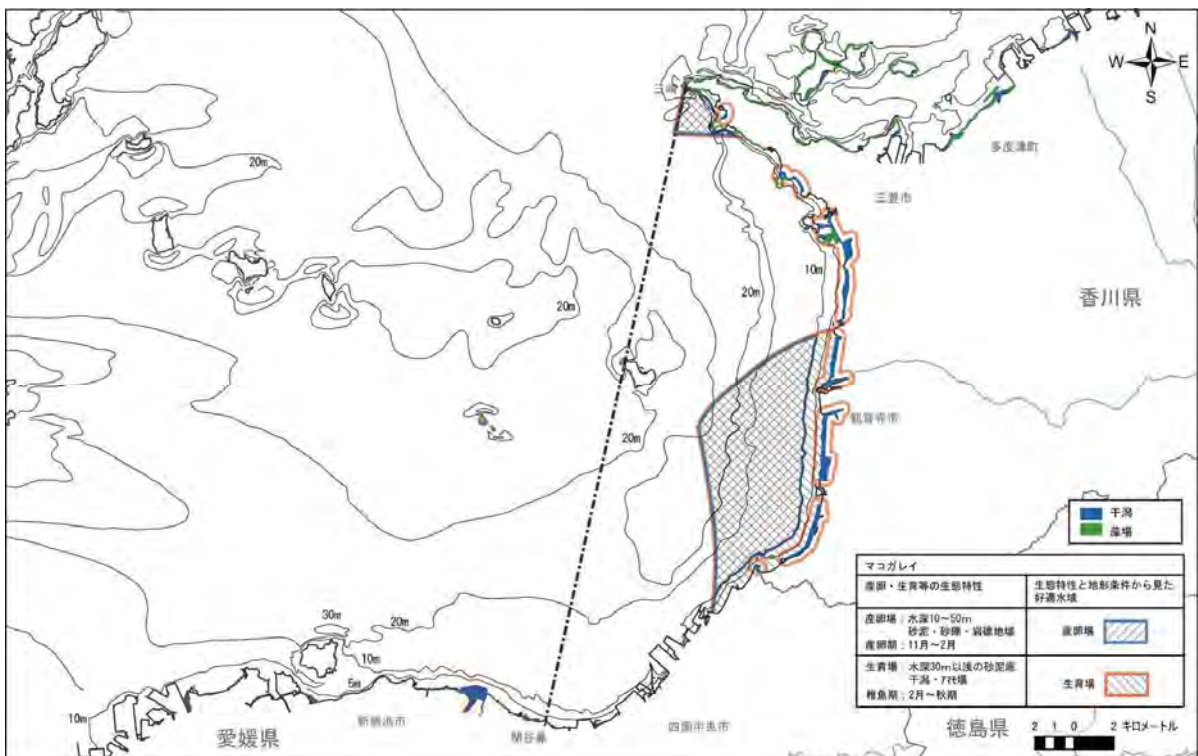 N
W
E
S
三崎
多度津町
三豊市
20m
10m
20m
20m
香川県
20m
観音寺市
干潟
藻場
マコガレイ
産卵・生育等の生態特性
生態特性と地形条件から見た
好適水域
産卵場：水深10～50m
砂泥・砂礫・岩礁地域
産卵期：11月～2月
産卵場
生育場：水深30m以浅の砂泥底
干潟・アマモ場
稚魚期：2月～秋期
生育場
30m
20m
10m
5m
10m
新居浜市
関谷鼻
四国中央市
愛媛県
徳島県
2 1 0 2 キロメートル